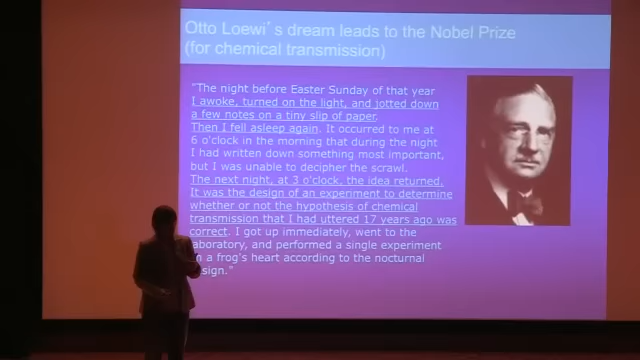 Otto Loewi´s dream leads to the Nobel Prize
(for chemical transmission)
"The night before Easter Sunday of that year
I awoke, turned on the light, and jotted down
a few notes on a tiny slip of paper.
Then I fell asleep again. It occurred to me at
6 o'clock in the morning that during the night
I had written down something most important,
but I was unable to decipher the scrawl.
The next night, at 3 o'clock, the idea returned.
It was the design of an experiment to determine
whether or not the hypothesis of chemical
transmission that I had uttered 17 years ago was
correct. I got up immediately, went to the
aboratory, and performed a single experiment
n a frog's heart according to the nocturnal
sign."